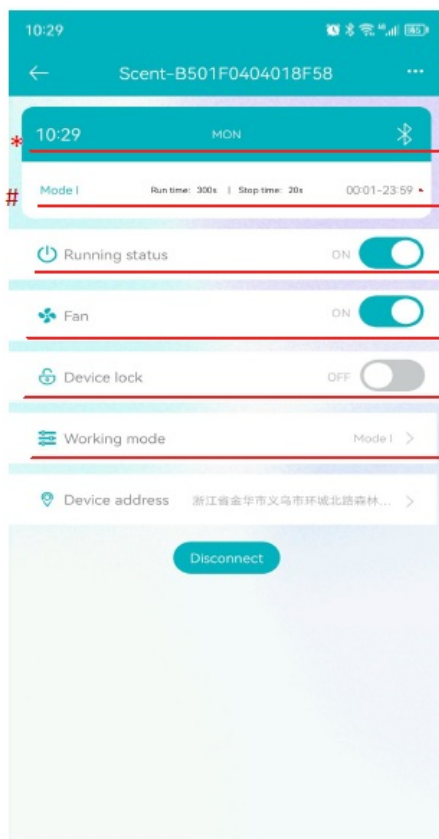 10:29
Scent-B501F0404018F58
10:29 MON
*
Mode I Run time: 300s | Stop time: 20s 00:01-23:59
#
Running status ON
Fan ON
Device lock OFF
Working mode Mode I >
Device address 浙江省金华市义乌市环城北路森林... >
Disconnect